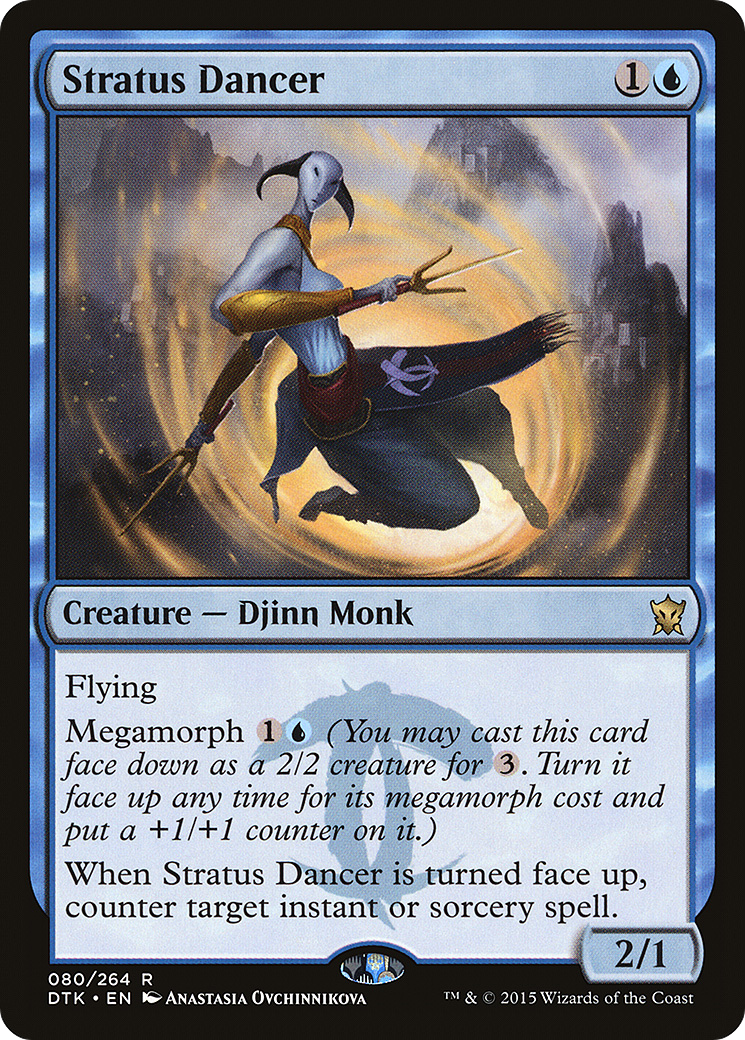 Stratus Dancer 1
Creature — Djinn Monk
Flying
Megamorph 1 (You may cast this card
face down as a 2/2 creature for 3. Turn it
face up any time for its megamorph cost and
put a +1/+1 counter on it.)
When Stratus Dancer is turned face up,
counter target instant or sorcery spell.
2/1
080/264 R
DTK • EN Anastasia Ovchinnikova
™ & © 2015 Wizards of the Coast